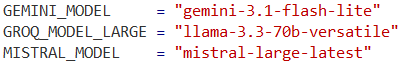 GEMINI_MODEL     = "gemini-3.1-flash-lite"
GROQ_MODEL_LARGE = "llama-3.3-70b-versatile"
MISTRAL_MODEL    = "mistral-large-latest"